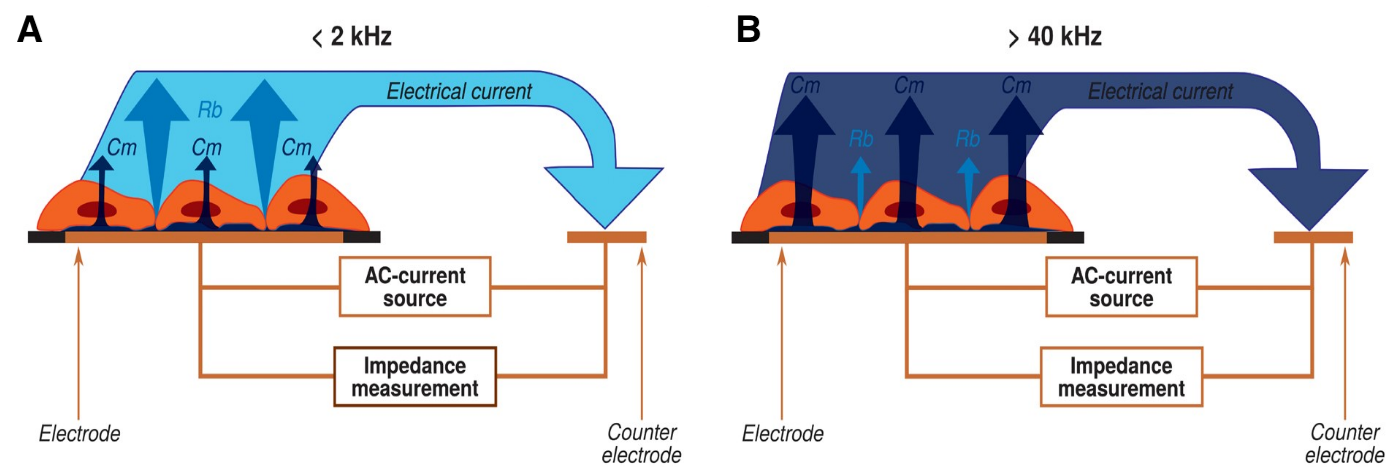 A
< 2 kHz
Electrical current
Rb
Cm
Cm
Cm
AC-current
source
Impedance
measurement
Electrode
Counter
electrode
B
> 40 kHz
Cm
Cm
Cm
Electrical current
Rb
Rb
AC-current
source
Impedance
measurement
Electrode
Counter
electrode